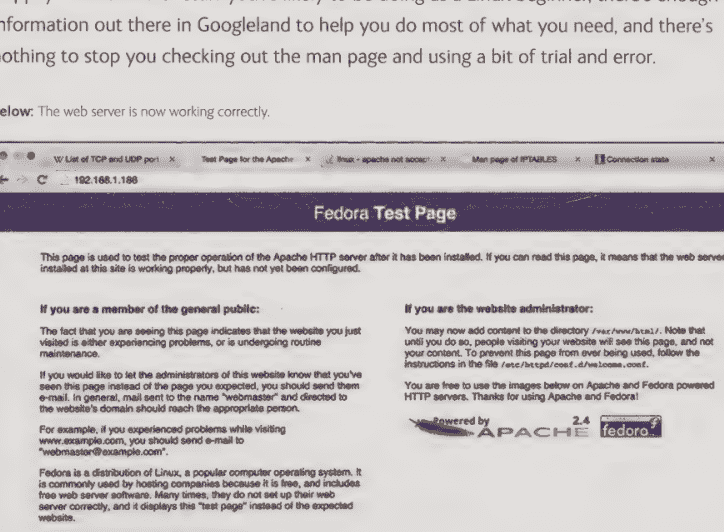 information out there in Googleland to help you do most of what you need, and there's
nothing to stop you checking out the man page and using a bit of trial and error.
elow: The web server is now working correctly.
W List of TCP and UDP port × Test Page for the Apache × linux - apache not accept × Man page of IPTABLES × Connection state ×
192.168.1.186
Fedora Test Page
This page is used to test the proper operation of the Apache HTTP server after it has been installed. If you can read this page, it means that the web server
installed at this site is working properly, but has not yet been configured.
If you are a member of the general public:
The fact that you are seeing this page indicates that the website you just
visited is either experiencing problems, or is undergoing routine
maintenance.
If you would like to let the administrators of this website know that you've
seen this page instead of the page you expected, you should send them
e-mail. In general, mail sent to the name "webmaster" and directed to
the website's domain should reach the appropriate person.
For example, if you experienced problems while visiting
www.example.com, you should send e-mail to
"webmaster@example.com".
Fedora is a distribution of Linux, a popular computer operating system. It
is commonly used by hosting companies because it is free, and includes
free web server software. Many times, they do not set up their web
server correctly, and it displays this "test page" instead of the expected
website.
If you are the website administrator:
You may now add content to the directory /var/www/html/. Note that
until you do so, people visiting your website will see this page, and not
your content. To prevent this page from ever being used, follow the
instructions in the file /etc/httpd/conf.d/welcome.conf.
You are free to use the images below on Apache and Fedora powered
HTTP servers. Thanks for using Apache and Fedora!
Powered by 2.4
APACHE
fedora